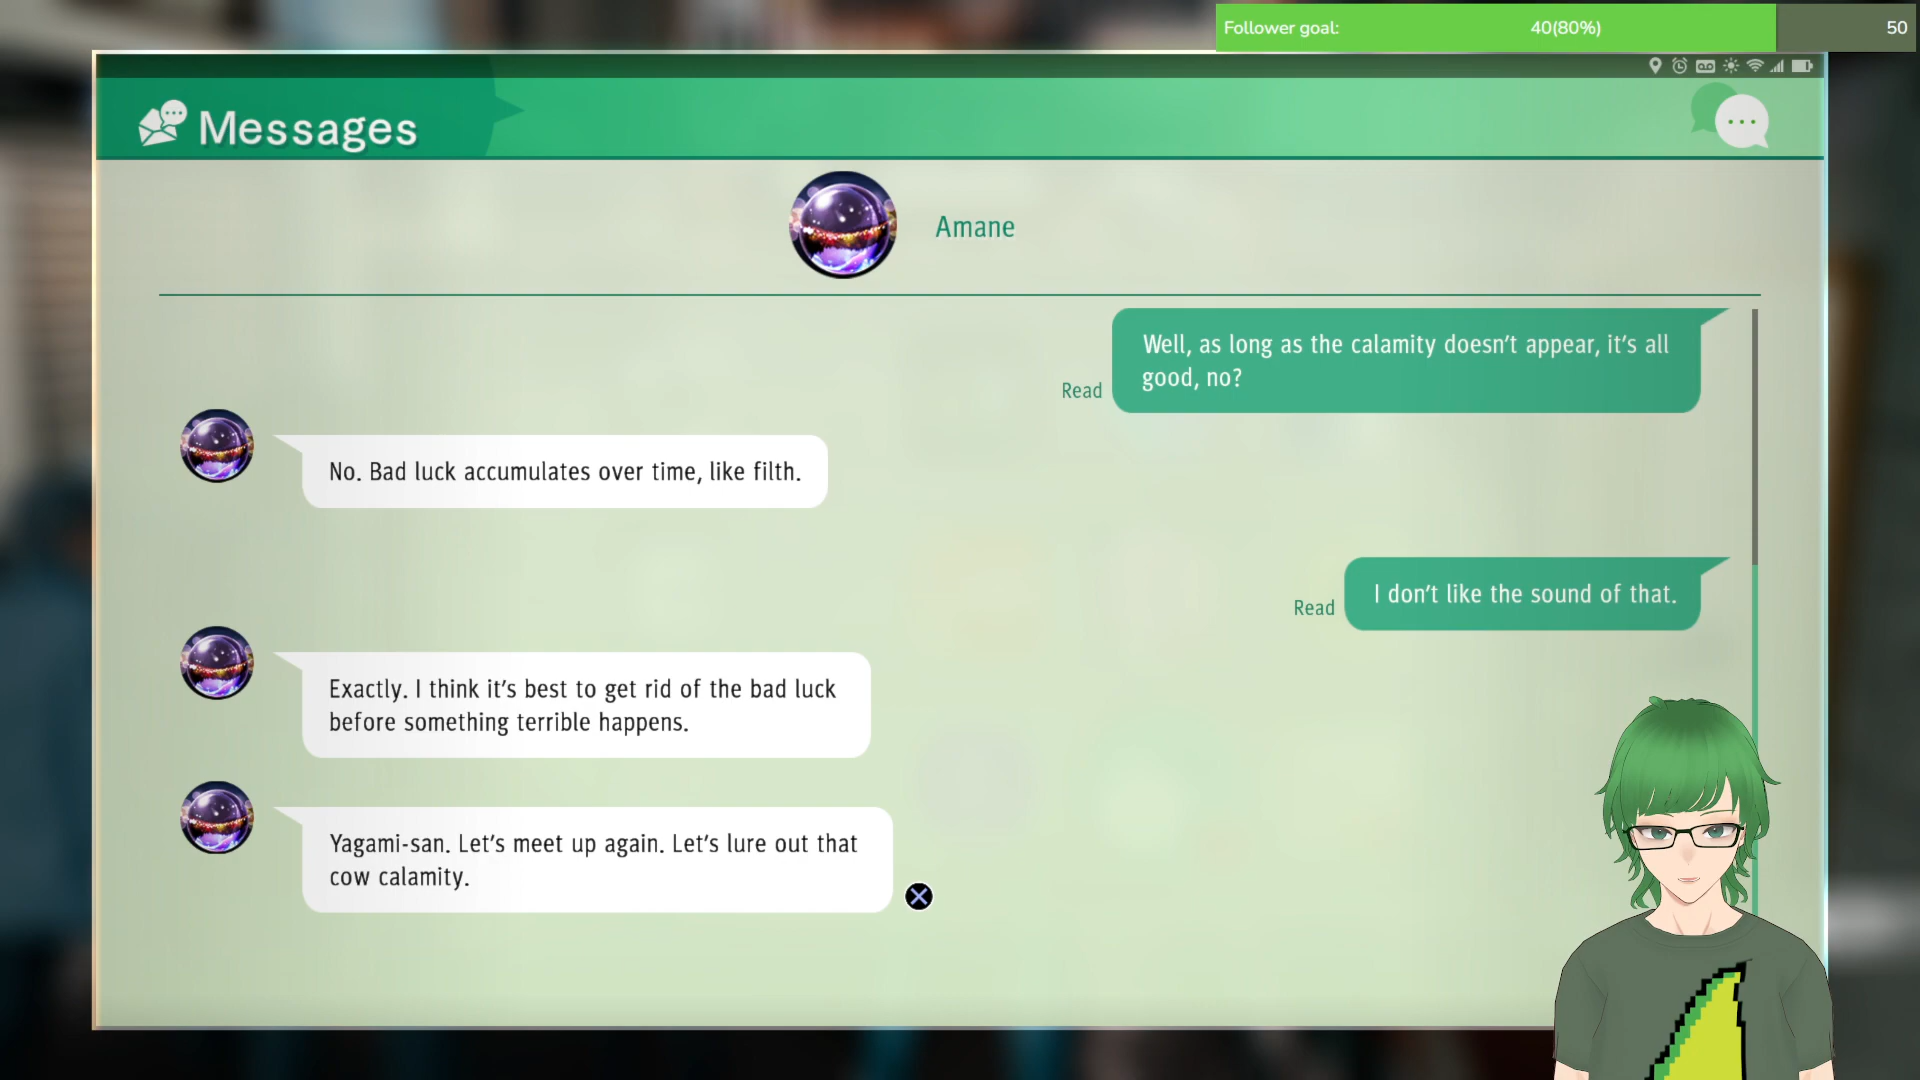 Follower goal: 40(80%) 50
Messages
Amane
Well, as long as the calamity doesn't appear, it's all
good, no?
Read
No. Bad luck accumulates over time, like filth.
I don't like the sound of that.
Read
Exactly. I think it's best to get rid of the bad luck
before something terrible happens.
Yagami-san. Let's meet up again. Let's lure out that
cow calamity.